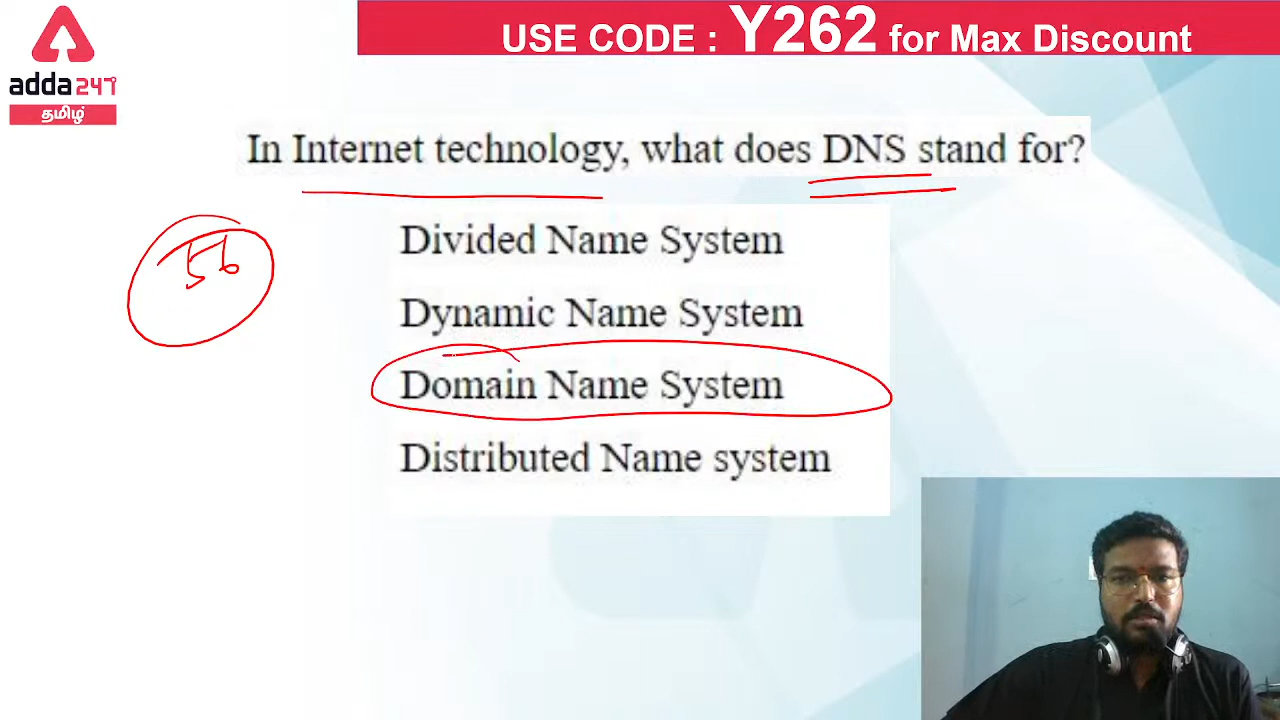 USE CODE : Y262 for Max Discount
adda247
தமிழ்
In Internet technology, what does DNS stand for?
56
Divided Name System
Dynamic Name System
Domain Name System
Distributed Name system